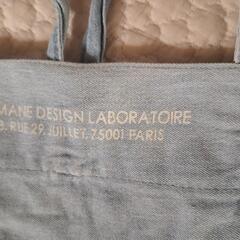 MANE DESIGN LABORATOIRE
RUE 29, JUILLET, 75001 PARIS